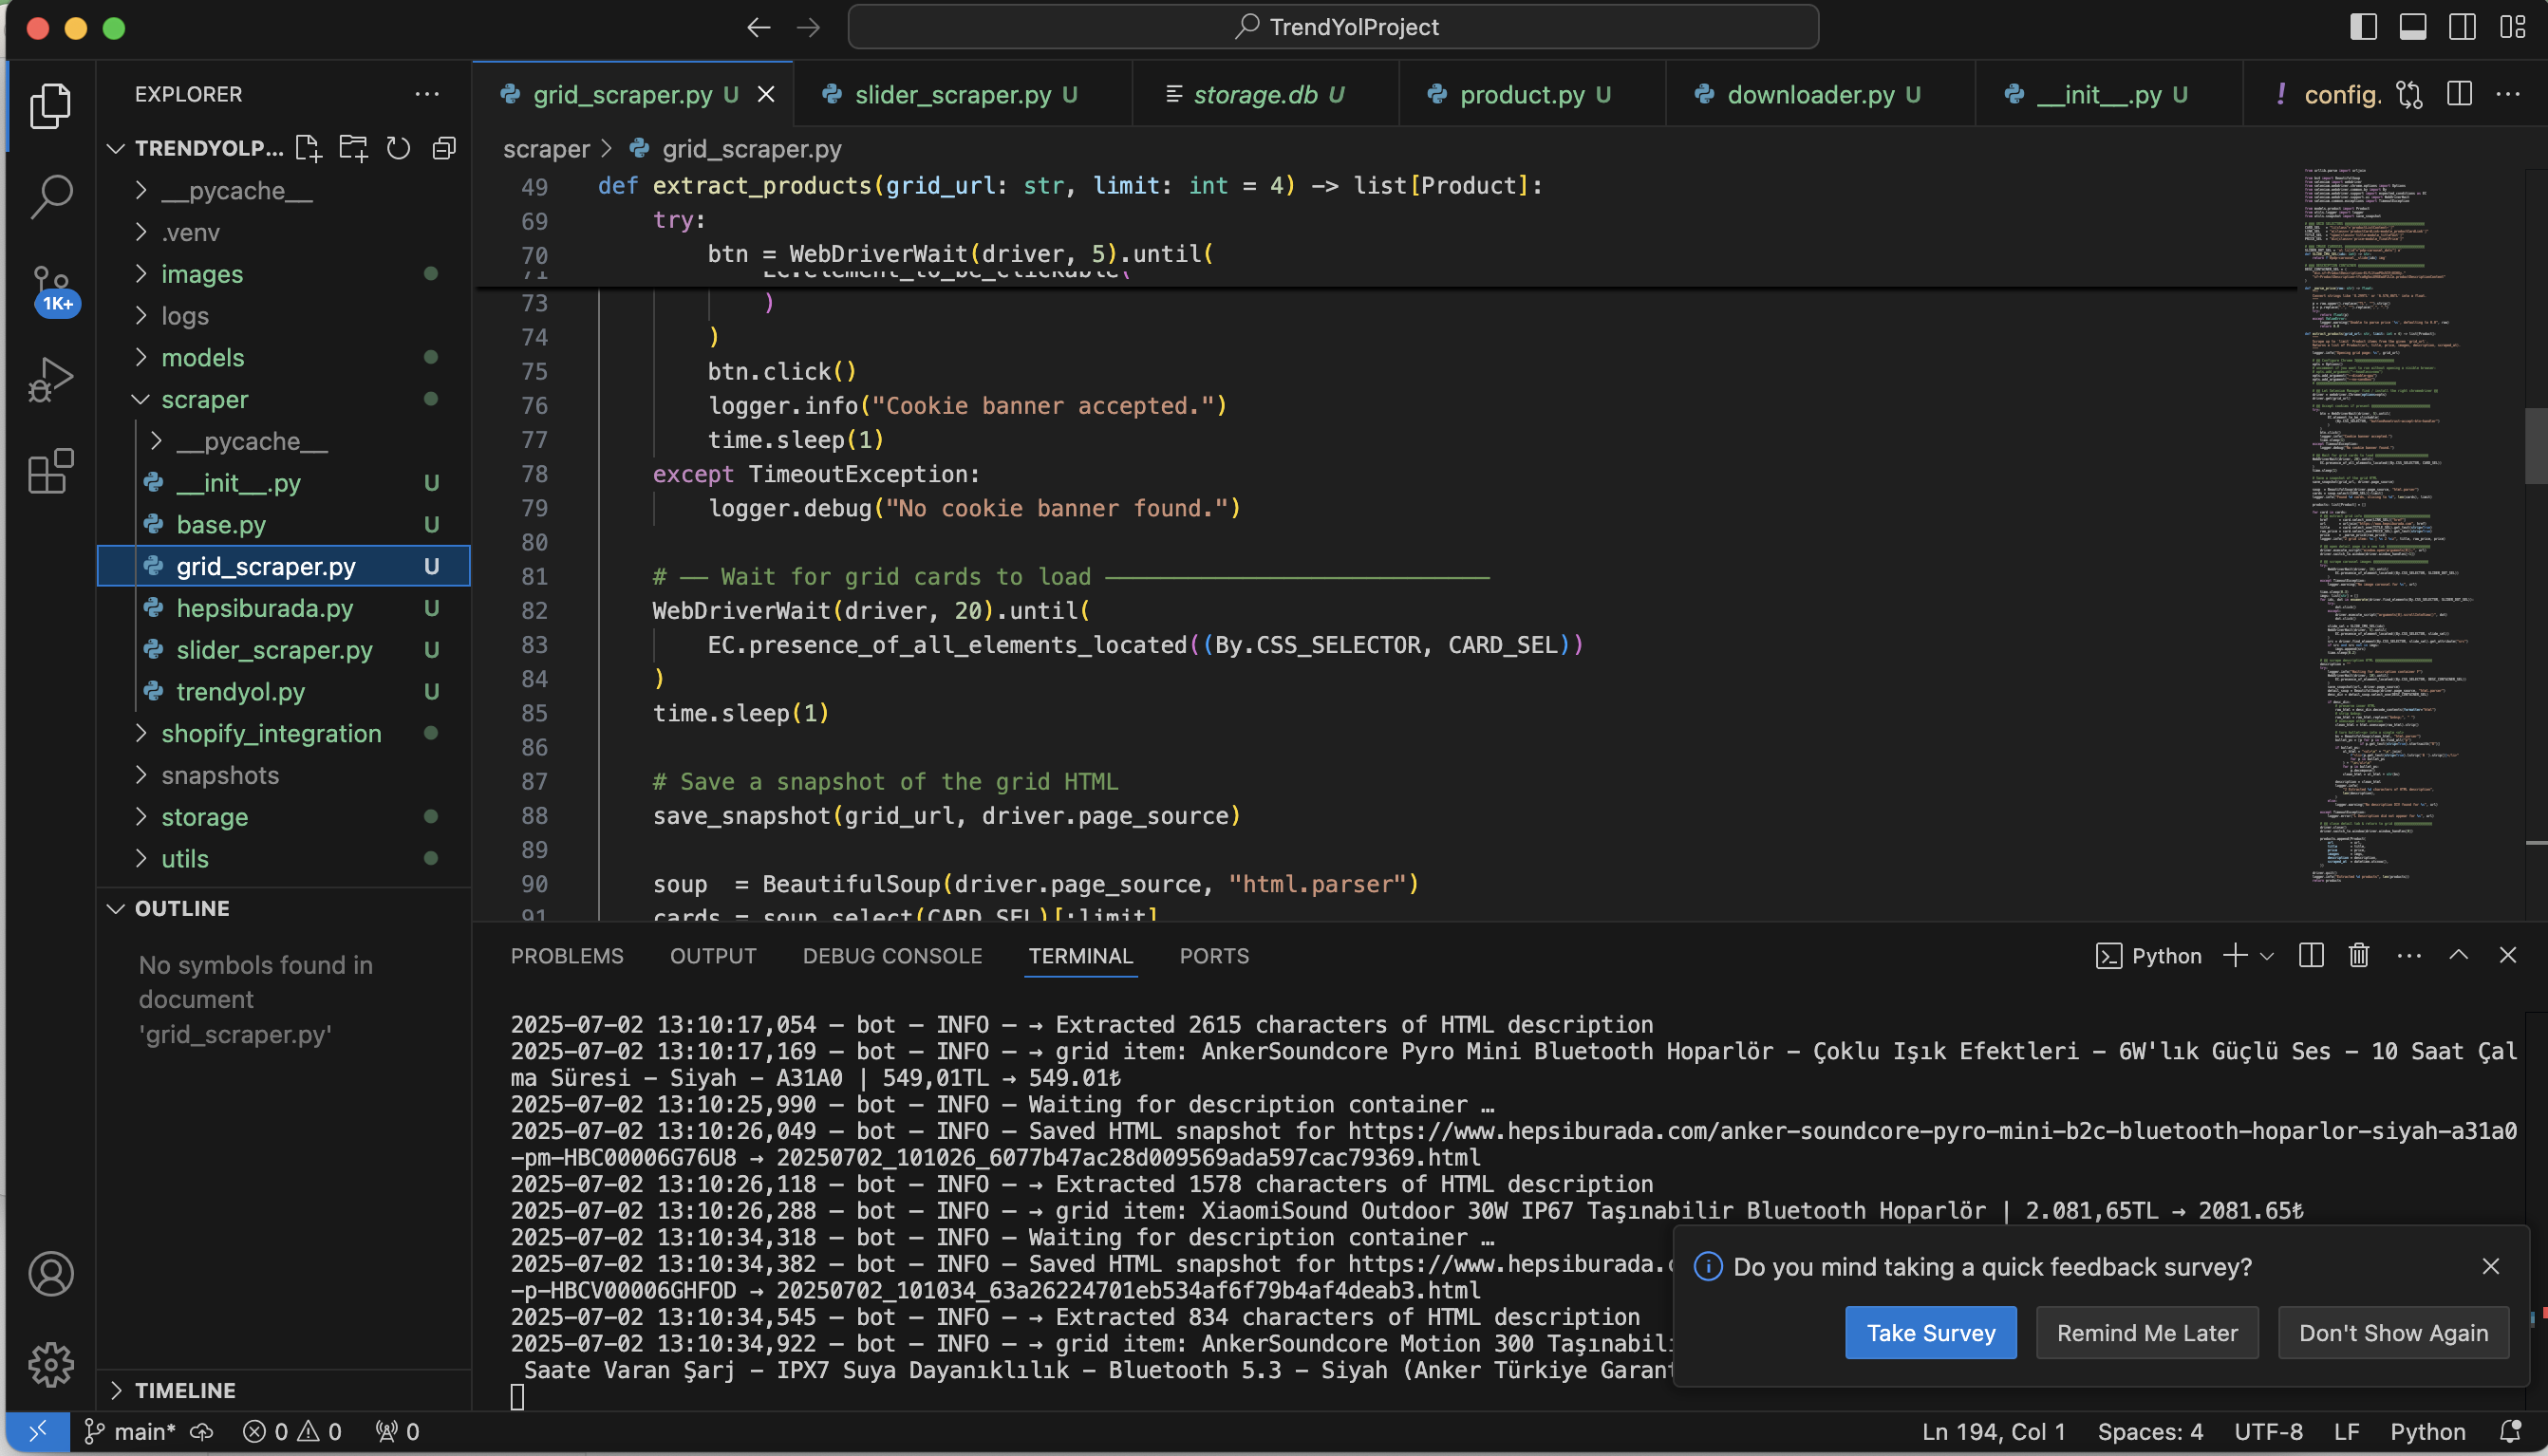 TrendYolProject
EXPLORER
TRENDYOLP...
__pycache__
.venv
images
logs
models
scraper
__pycache__
__init__.py U
base.py U
grid_scraper.py U
hepsiburada.py U
slider_scraper.py U
trendyol.py U
shopify_integration
snapshots
storage
utils
1K+
OUTLINE
No symbols found in
document
'grid_scraper.py'
TIMELINE
grid_scraper.py U
slider_scraper.py U
storage.db U
product.py U
downloader.py U
__init__.py U
! config.
scraper > grid_scraper.py
49 def extract_products(grid_url: str, limit: int = 4) -> list[Product]:
69 try:
70 btn = WebDriverWait(driver, 5).until(
71 EC.element_to_be_clickable(
73 )
74 )
75 btn.click()
76 logger.info("Cookie banner accepted.")
77 time.sleep(1)
78 except TimeoutException:
79 logger.debug("No cookie banner found.")
80
81 # —— Wait for grid cards to load ————————————————————————————
82 WebDriverWait(driver, 20).until(
83 EC.presence_of_all_elements_located((By.CSS_SELECTOR, CARD_SEL))
84 )
85 time.sleep(1)
86
87 # Save a snapshot of the grid HTML
88 save_snapshot(grid_url, driver.page_source)
89
90 soup  = BeautifulSoup(driver.page_source, "html.parser")
91 cards = soup.select(CARD_SEL)[:limit]
PROBLEMS OUTPUT DEBUG CONSOLE TERMINAL PORTS
Python
2025-07-02 13:10:17,054 – bot – INFO – → Extracted 2615 characters of HTML description
2025-07-02 13:10:17,169 – bot – INFO – → grid item: AnkerSoundcore Pyro Mini Bluetooth Hoparlör – Çoklu Işık Efektleri – 6W'lık Güçlü Ses – 10 Saat Çal
ma Süresi – Siyah – A31A0 | 549,01TL → 549.01₺
2025-07-02 13:10:25,990 – bot – INFO – Waiting for description container …
2025-07-02 13:10:26,049 – bot – INFO – Saved HTML snapshot for https://www.hepsiburada.com/anker-soundcore-pyro-mini-b2c-bluetooth-hoparlor-siyah-a31a0
-pm-HBC00006G76U8 → 20250702_101026_6077b47ac28d009569ada597cac79369.html
2025-07-02 13:10:26,118 – bot – INFO – → Extracted 1578 characters of HTML description
2025-07-02 13:10:26,288 – bot – INFO – → grid item: XiaomiSound Outdoor 30W IP67 Taşınabilir Bluetooth Hoparlör | 2.081,65TL → 2081.65₺
2025-07-02 13:10:34,318 – bot – INFO – Waiting for description container …
2025-07-02 13:10:34,382 – bot – INFO – Saved HTML snapshot for https://www.hepsiburada.
-p-HBCV00006GHFOD → 20250702_101034_63a26224701eb534af6f79b4af4deab3.html
2025-07-02 13:10:34,545 – bot – INFO – → Extracted 834 characters of HTML description
2025-07-02 13:10:34,922 – bot – INFO – → grid item: AnkerSoundcore Motion 300 Taşınabili
Saate Varan Şarj – IPX7 Suya Dayanıklılık – Bluetooth 5.3 – Siyah (Anker Türkiye Garant
Do you mind taking a quick feedback survey?
Take Survey
Remind Me Later
Don't Show Again
main* 0 0 0
Ln 194, Col 1 Spaces: 4 UTF-8 LF Python